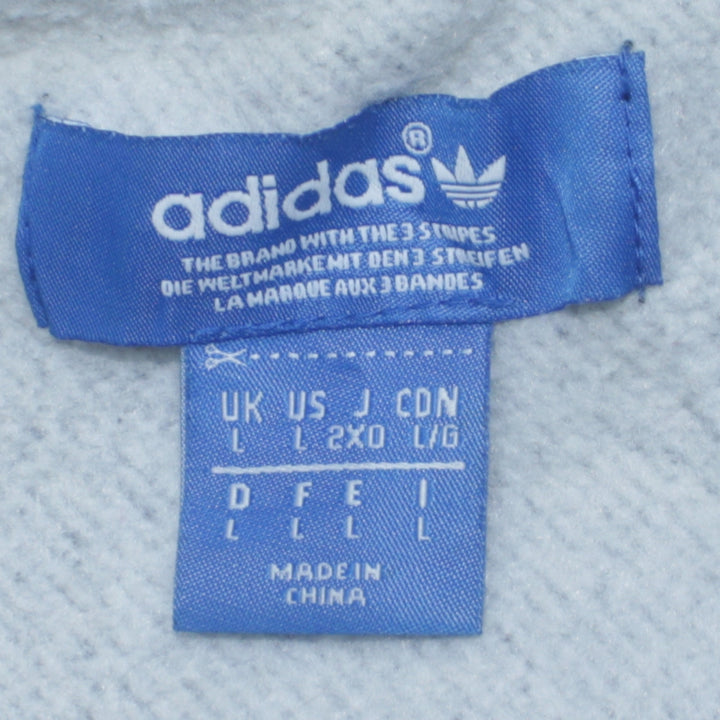 adidas®
THE BRAND WITH THE 3 STRIPES
DIE WELTMARKE MIT DEN 3 STREIFEN
LA MARQUE AUX 3 BANDES
UK US J CDN
L L 2XO L/G
D F E I
L L L L
MADE IN
CHINA